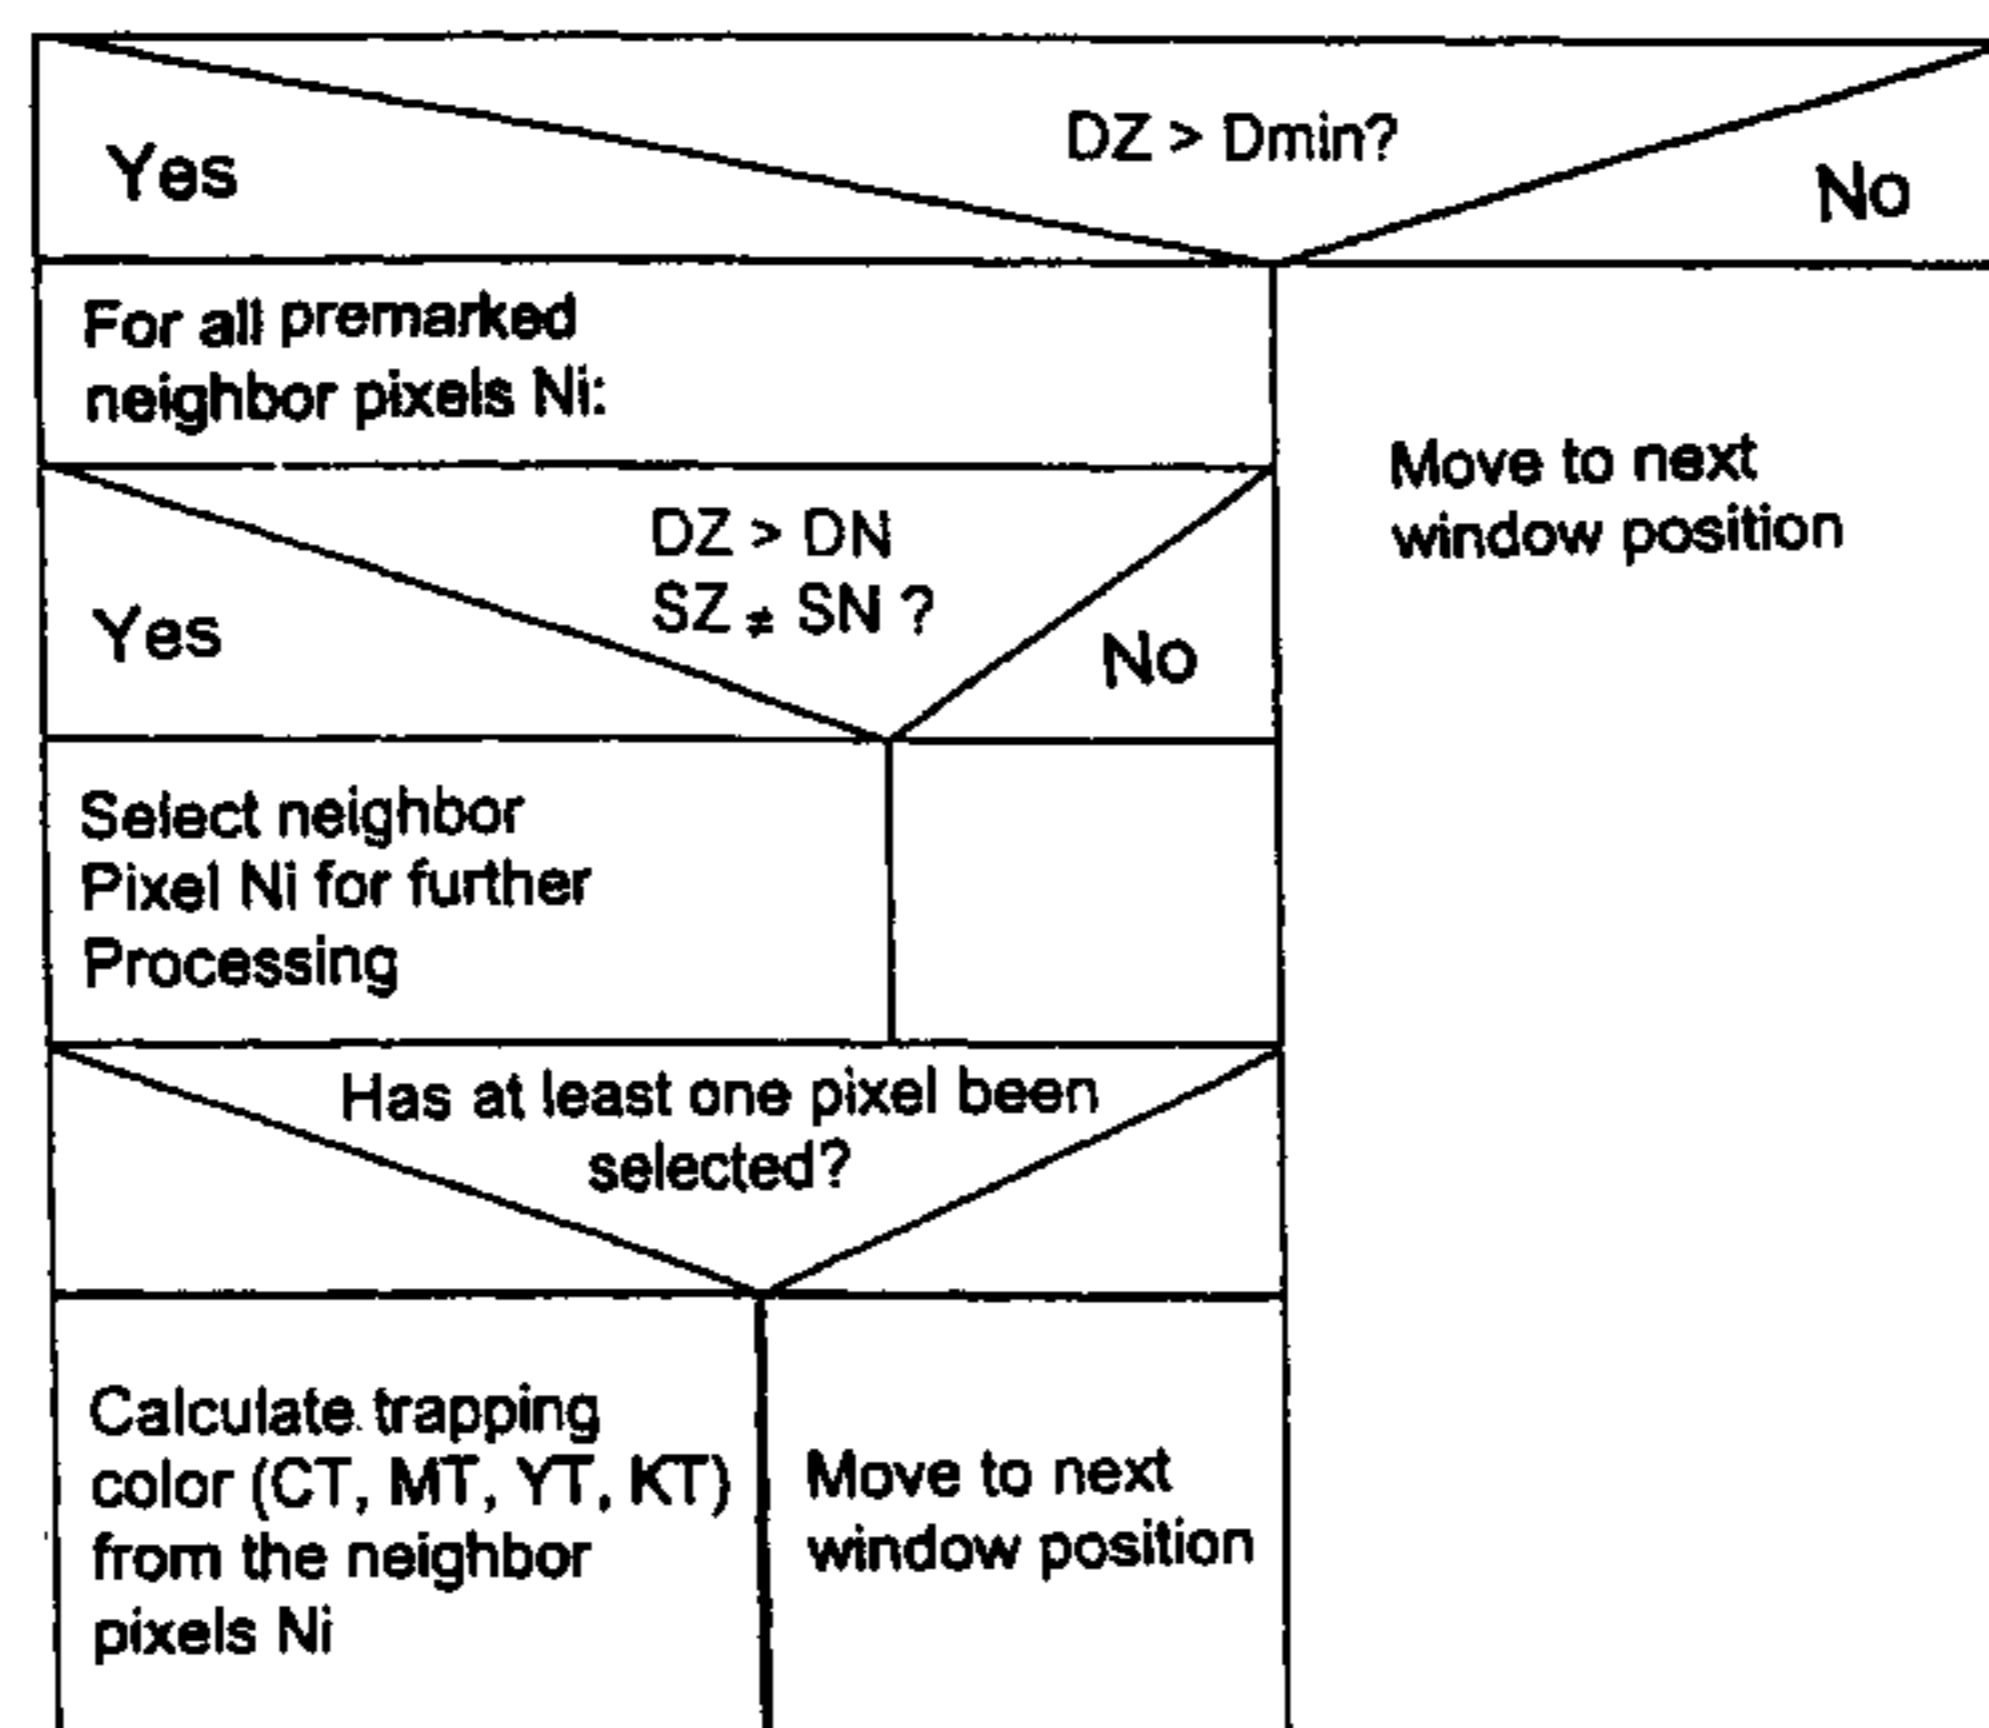 DZ > Dmin?
Yes
No
For all premarked
neighbor pixels Ni:
Move to next
window position
DZ > DN
SZ ≠ SN ?
Yes
No
Select neighbor
Pixel Ni for further
Processing
Has at least one pixel been
selected?
Calculate trapping
color (CT, MT, YT, KT)
from the neighbor
pixels Ni
Move to next
window position